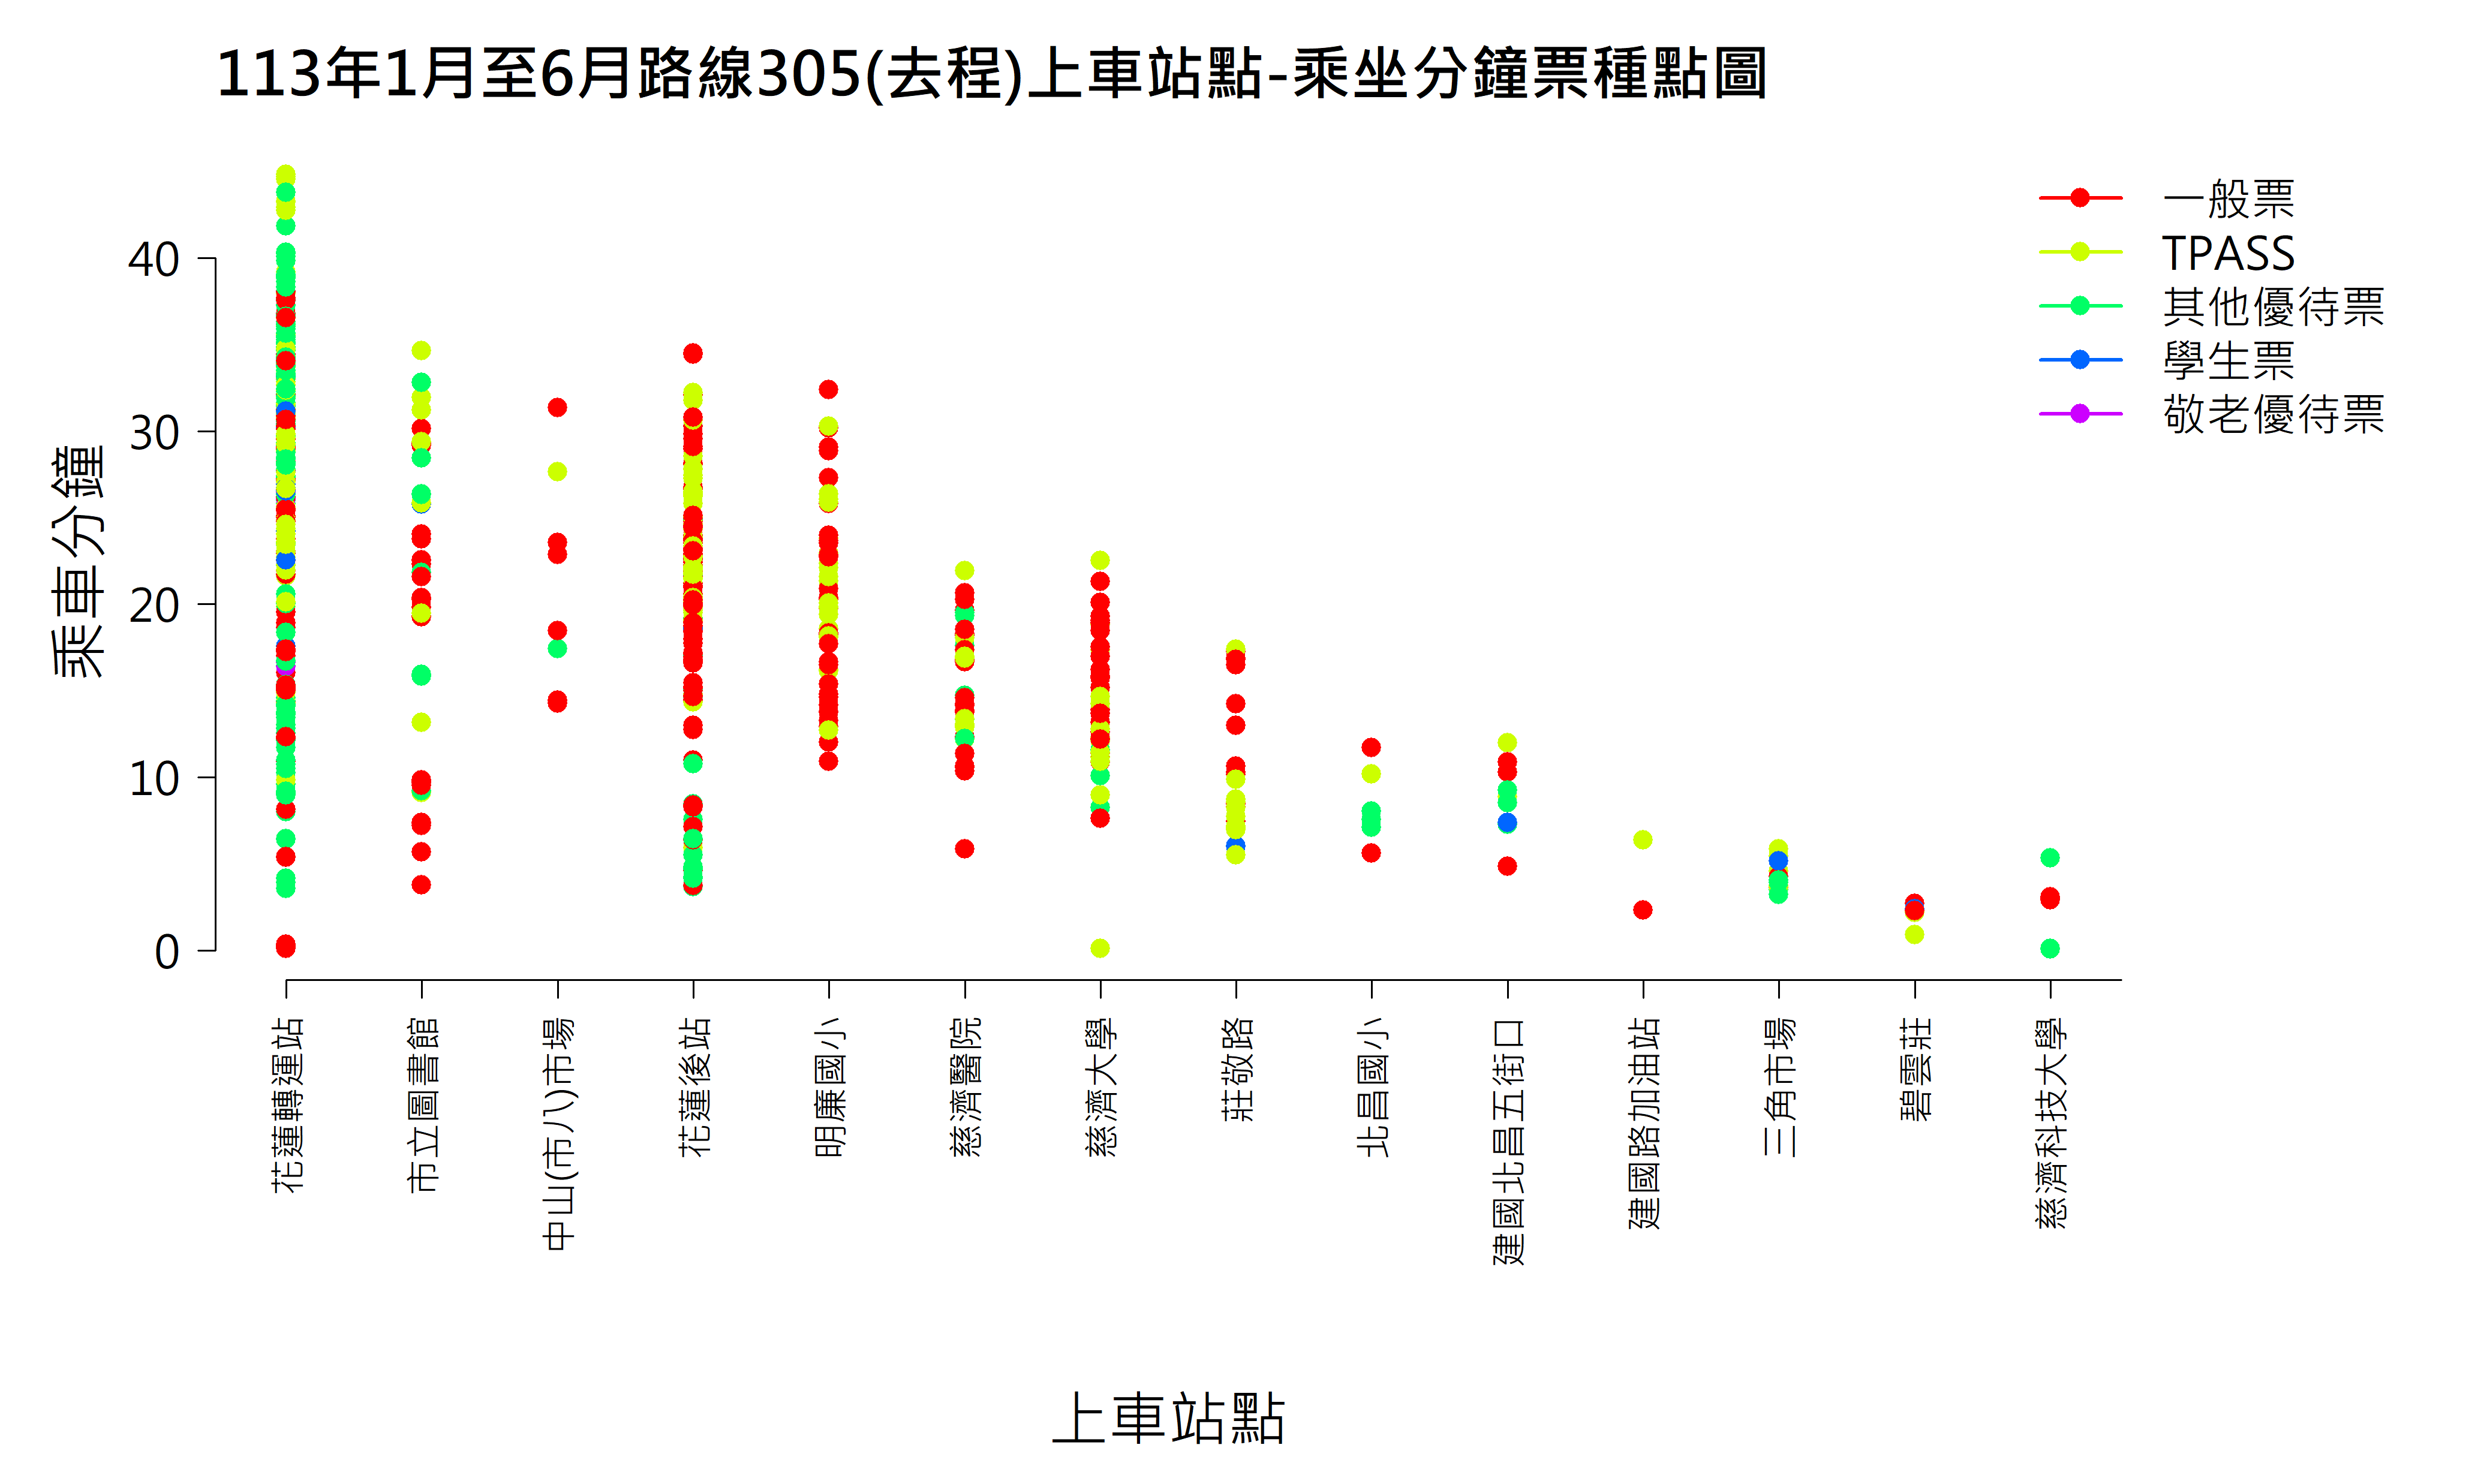 113年1月至6月路線305(去程)上車站點-乘坐分鐘票種點圖
一般票
TPASS
其他優待票
學生票
敬老優待票
乘車分鐘
40
30
20
10
0
花蓮轉運站
市立圖書館
中山(市八)市場
花蓮後站
明廉國小
慈濟醫院
慈濟大學
莊敬路
北昌國小
建國北昌五街口
建國路加油站
三角市場
碧雲莊
慈濟科技大學
上車站點